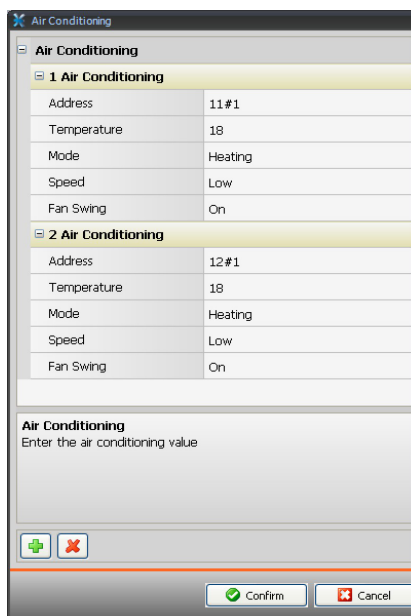 Air Conditioning
Air Conditioning
1 Air Conditioning
Address 11#1
Temperature 18
Mode Heating
Speed Low
Fan Swing On
2 Air Conditioning
Address 12#1
Temperature 18
Mode Heating
Speed Low
Fan Swing On
Air Conditioning
Enter the air conditioning value
Confirm Cancel